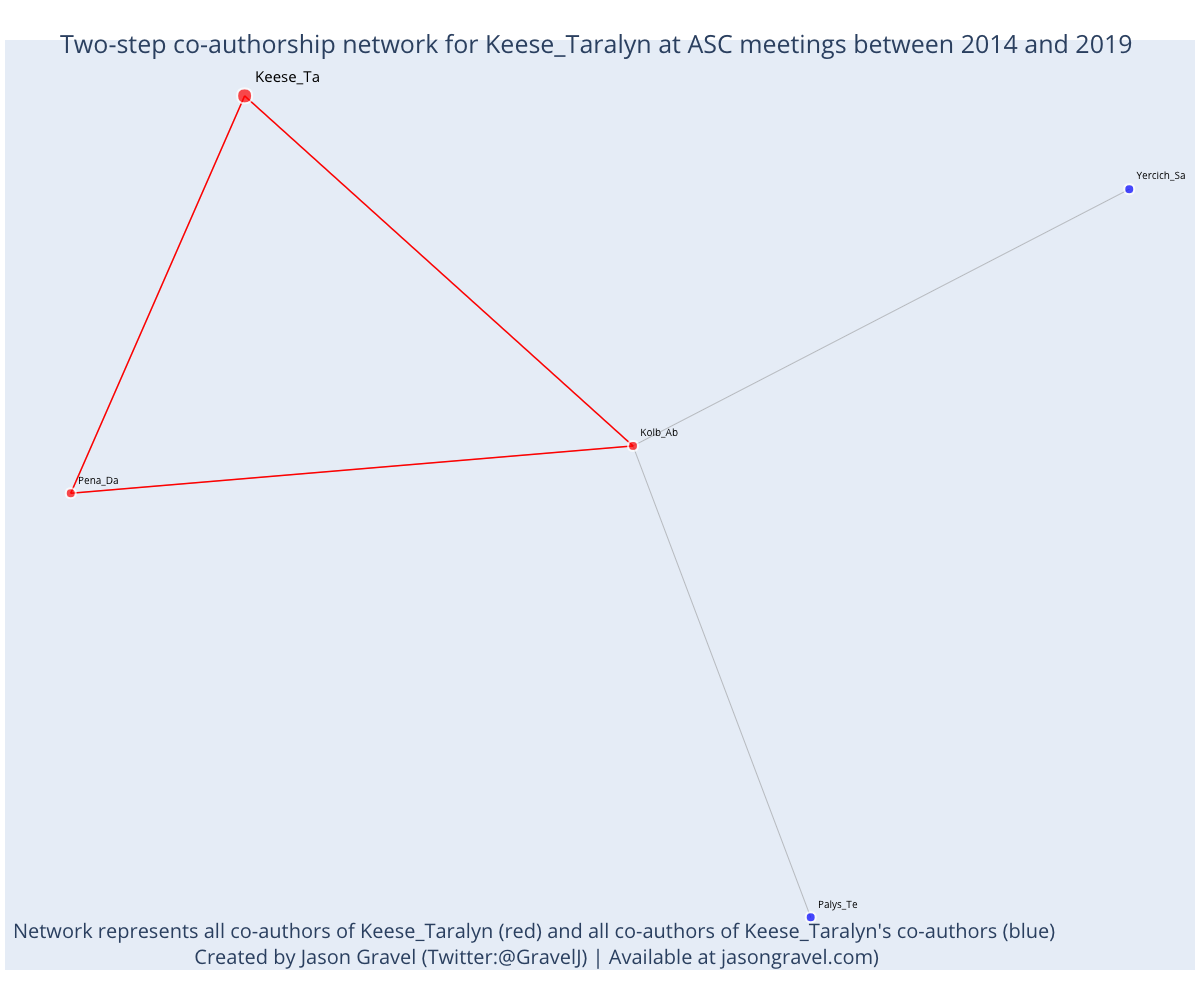 Two-step co-authorship network for Keese_Taralyn at ASC meetings between 2014 and 2019
Keese_Ta
Yercich_Sa
Kolb_Ab
Pena_Da
Palys_Te
Network represents all co-authors of Keese_Taralyn (red) and all co-authors of Keese_Taralyn's co-authors (blue)
Created by Jason Gravel (Twitter:@GravelJ) | Available at jasongravel.com)